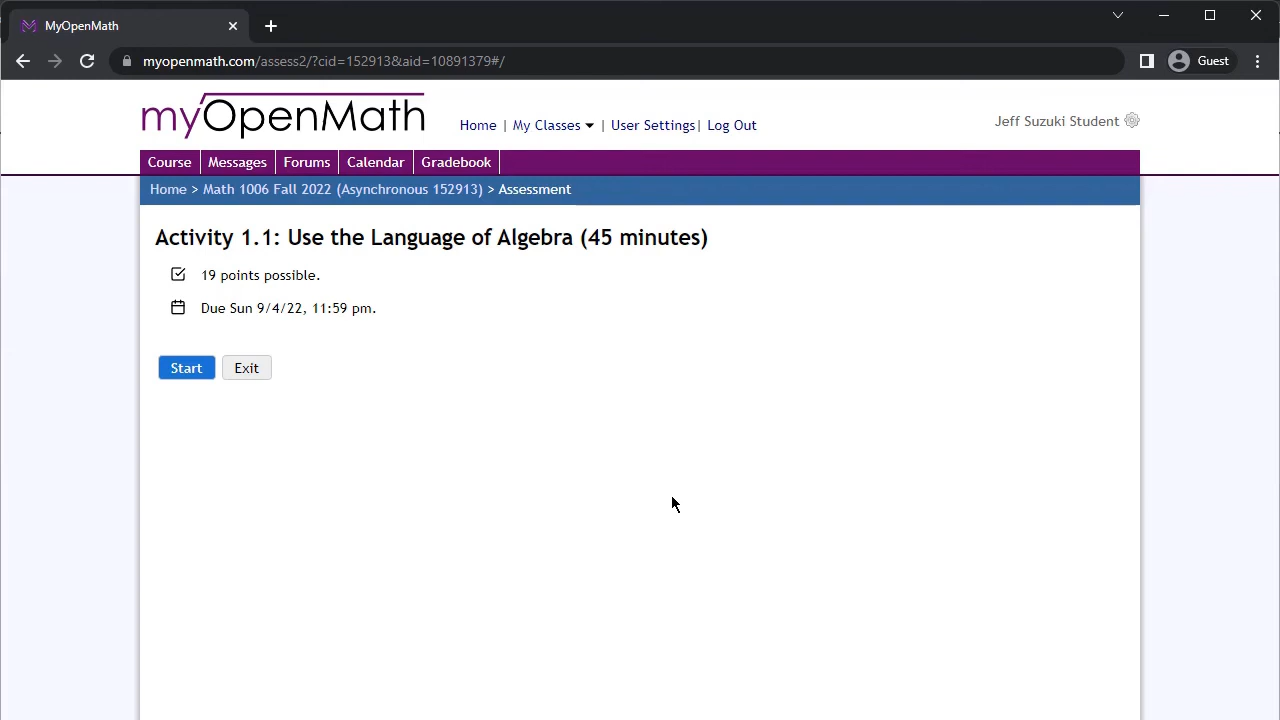 MyOpenMath
myopenmath.com/assess2/?cid=152913&aid=10891379#/
Guest
myOpenMath
Home | My Classes | User Settings | Log Out
Jeff Suzuki Student
Course Messages Forums Calendar Gradebook
Home > Math 1006 Fall 2022 (Asynchronous 152913) > Assessment
Activity 1.1: Use the Language of Algebra (45 minutes)
19 points possible.
Due Sun 9/4/22, 11:59 pm.
Start Exit